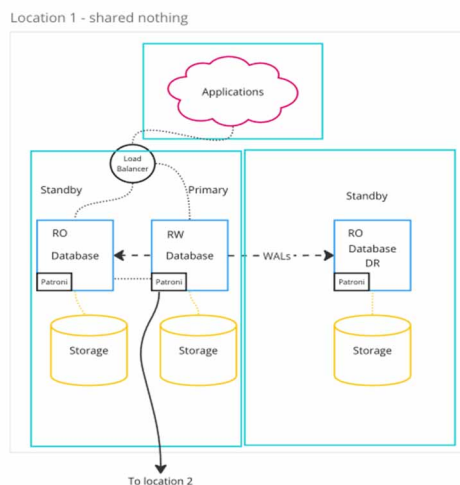 Location 1 - shared nothing
Applications
Load
Balancer
Standby
Primary
Standby
RO
Database
Patroni
RW
Database
Patroni
WALs
RO
Database
DR
Patroni
Storage
Storage
Storage
To location 2